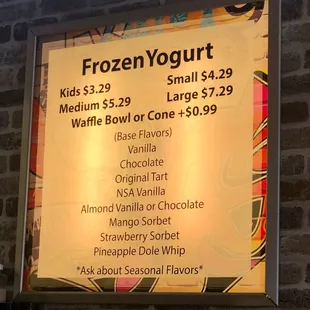 Frozen Yogurt
Kids $3.29 Small $4.29
Medium $5.29 Large $7.29
Waffle Bowl or Cone +$0.99
(Base Flavors)
Vanilla
Chocolate
Original Tart
NSA Vanilla
Almond Vanilla or Chocolate
Mango Sorbet
Strawberry Sorbet
Pineapple Dole Whip
*Ask about Seasonal Flavors*